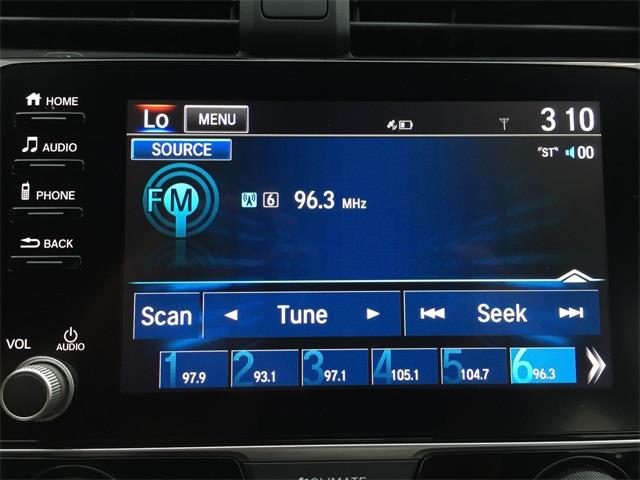 HOME
AUDIO
PHONE
BACK
VOL
AUDIO
Lo MENU 3 10
SOURCE "ST" 00
FM
6 96.3 MHz
Scan Tune Seek
1 97.9 2 93.1 3 97.1 4 105.1 5 104.7 6 96.3
CLIMATE